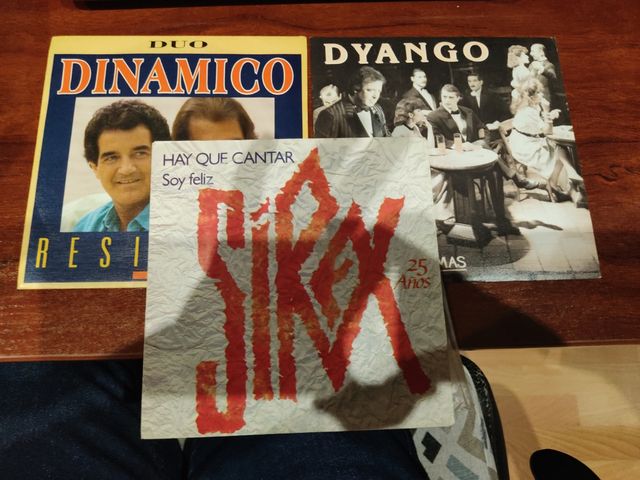 DUO
DINAMICO
RESI
DYANGO
MAS
HAY QUE CANTAR
Soy feliz
SIREX
25
Años